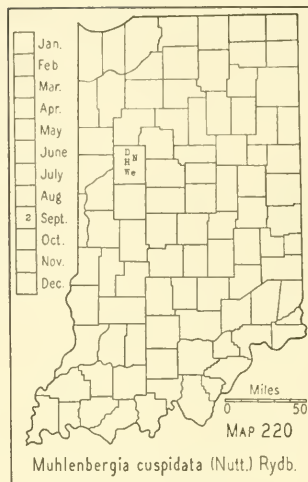 Jan.
Feb
Mar.
Apr.
May
June
July
Aug
2 Sept.
Oct.
Nov.
Dec.
D N
H
We
Miles
0 50
MAP 220
Muhlenbergia cuspidata (Nutt.) Rydb.